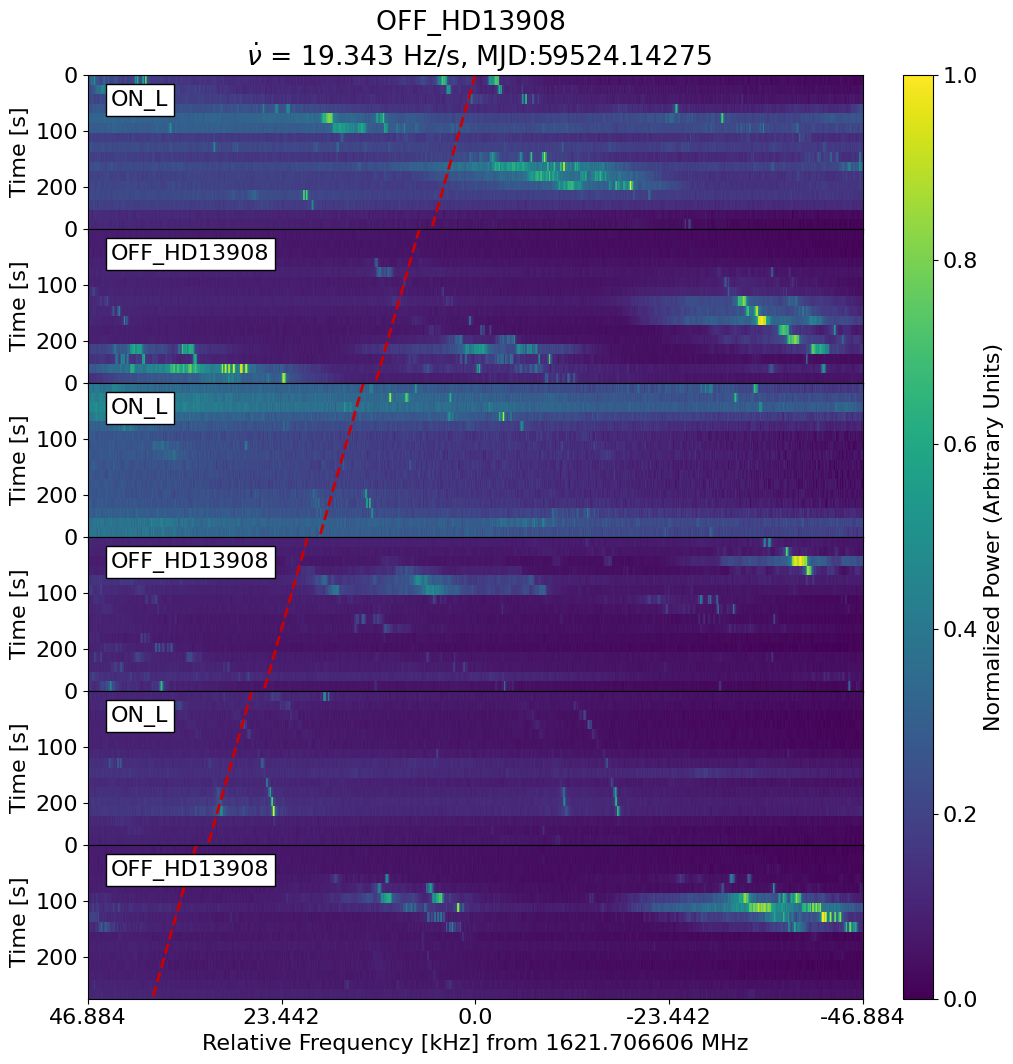 OFF_HD13908
ν̇ = 19.343 Hz/s, MJD:59524.14275
0
ON_L
100
200
Time [s]
0
OFF_HD13908
100
200
Time [s]
0
ON_L
100
200
Time [s]
0
OFF_HD13908
100
200
Time [s]
0
ON_L
100
200
Time [s]
0
OFF_HD13908
100
200
Time [s]
46.884 23.442 0.0 -23.442 -46.884
Relative Frequency [kHz] from 1621.706606 MHz
1.0
0.8
0.6
0.4
0.2
0.0
Normalized Power (Arbitrary Units)